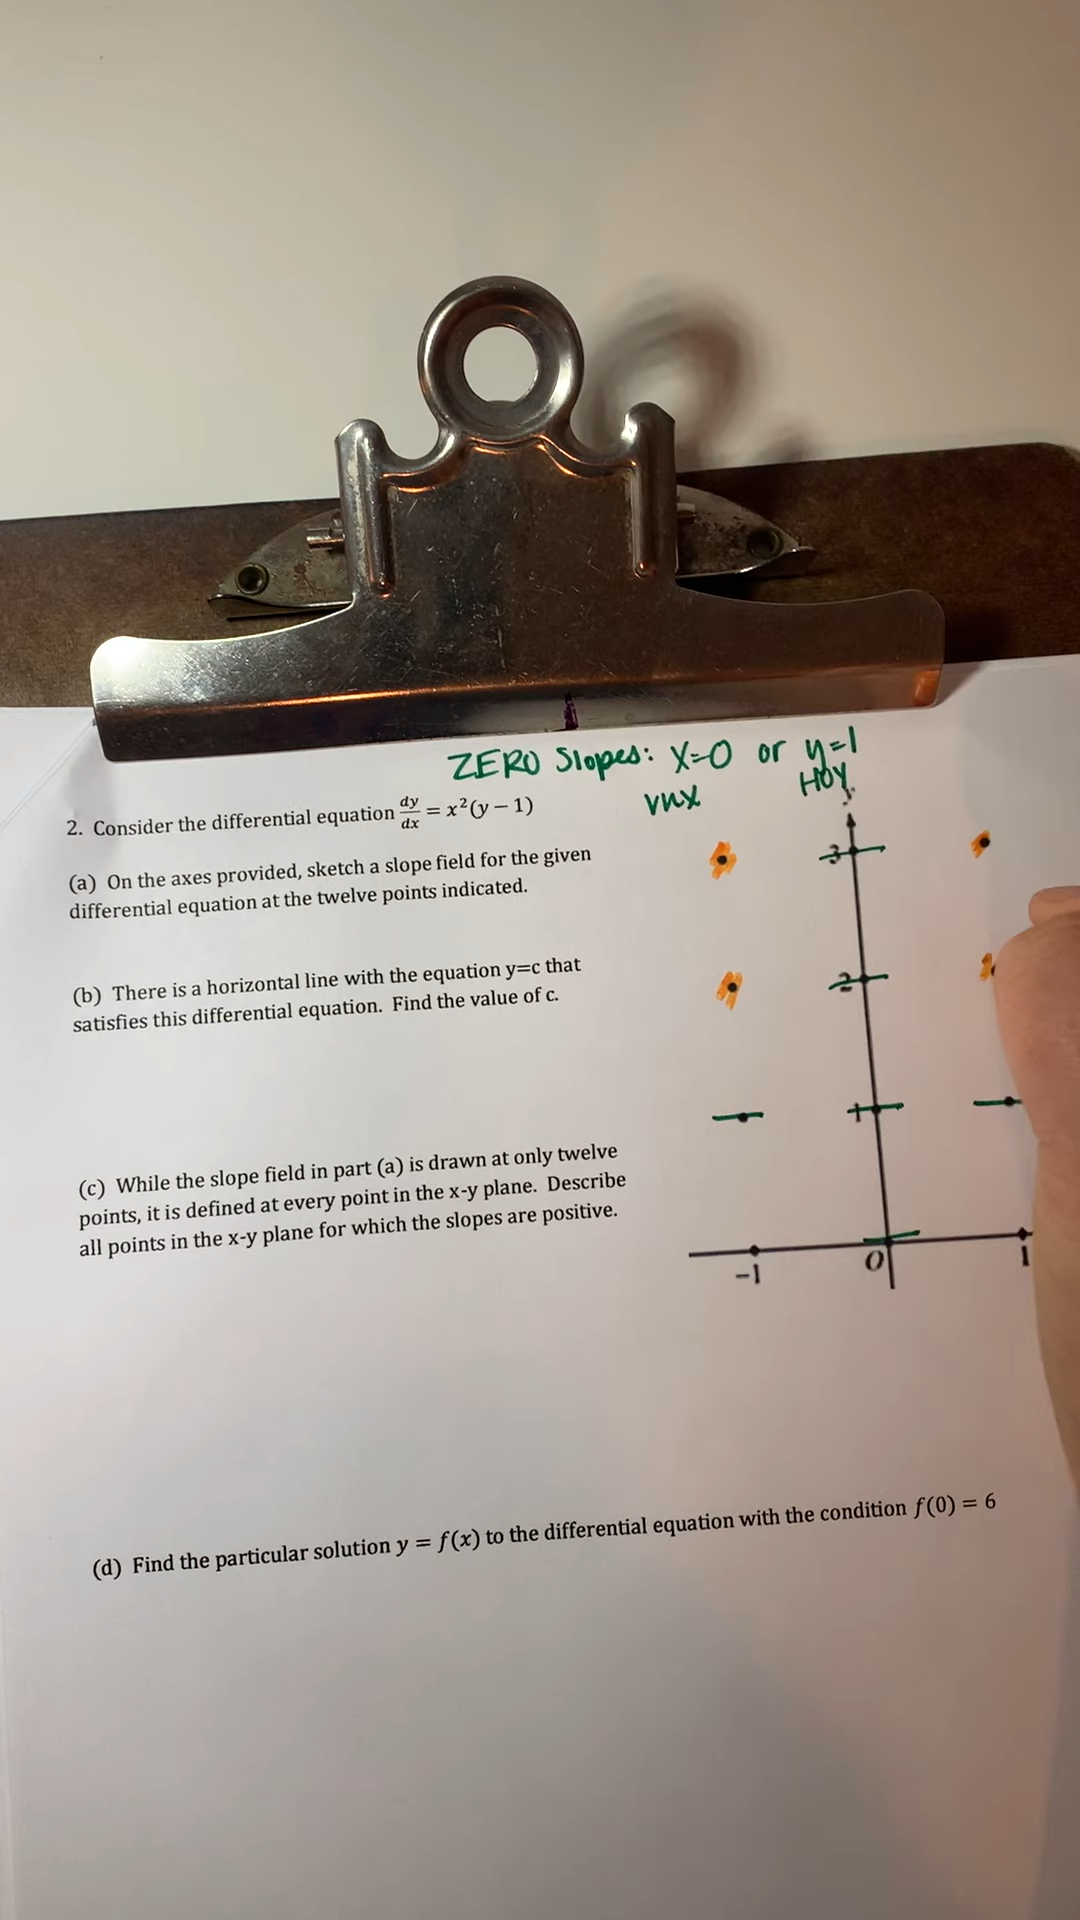 ZERO Slopes: X=0 or y=1
VUX HOY
2. Consider the differential equation dy/dx = x²(y − 1)
(a) On the axes provided, sketch a slope field for the given
differential equation at the twelve points indicated.
(b) There is a horizontal line with the equation y=c that
satisfies this differential equation. Find the value of c.
(c) While the slope field in part (a) is drawn at only twelve
points, it is defined at every point in the x-y plane. Describe
all points in the x-y plane for which the slopes are positive.
3
2
1
−1 0 1
(d) Find the particular solution y = f(x) to the differential equation with the condition f(0) = 6